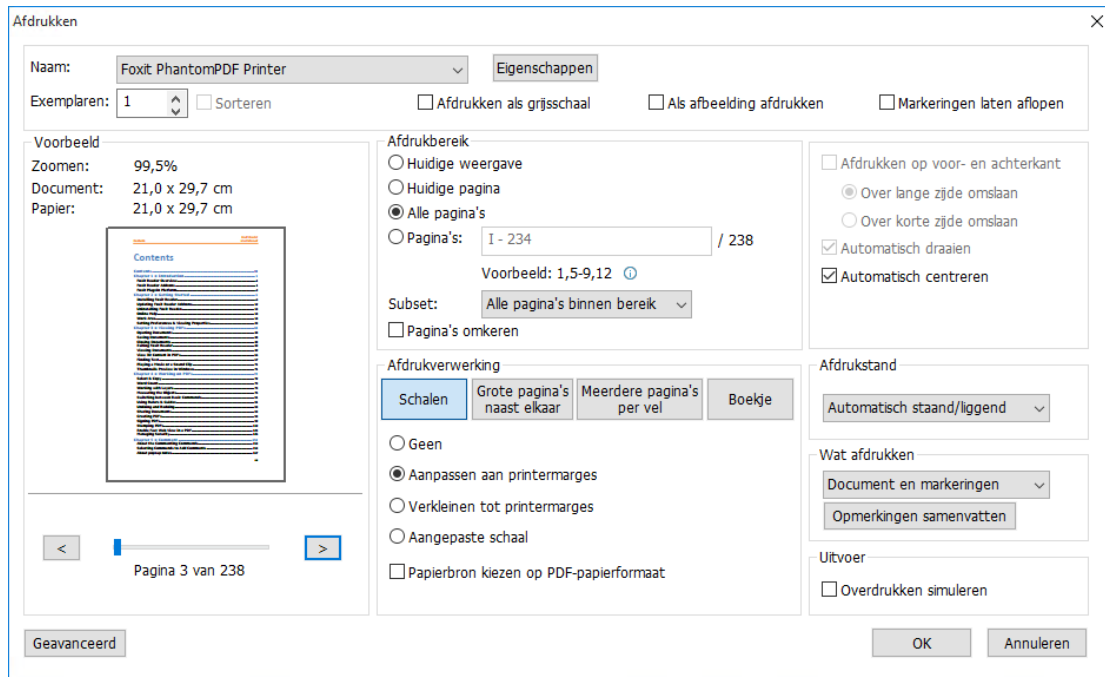 Afdrukken
Naam: Foxit PhantomPDF Printer Eigenschappen
Exemplaren: 1 Sorteren Afdrukken als grijsschaal Als afbeelding afdrukken Markeringen laten aflopen
Voorbeeld
Zoomen: 99,5%
Document: 21,0 x 29,7 cm
Papier: 21,0 x 29,7 cm
Contents
< >
Pagina 3 van 238
Afdrukbereik
Huidige weergave
Huidige pagina
Alle pagina's
Pagina's: I - 234 / 238
Voorbeeld: 1,5-9,12
Subset: Alle pagina's binnen bereik
Pagina's omkeren
Afdrukverwerking
Schalen
Grote pagina's
naast elkaar
Meerdere pagina's
per vel
Boekje
Geen
Aanpassen aan printermarges
Verkleinen tot printermarges
Aangepaste schaal
Papierbron kiezen op PDF-papierformaat
Afdrukken op voor- en achterkant
Over lange zijde omslaan
Over korte zijde omslaan
Automatisch draaien
Automatisch centreren
Afdrukstand
Automatisch staand/liggend
Wat afdrukken
Document en markeringen
Opmerkingen samenvatten
Uitvoer
Overdrukken simuleren
Geavanceerd OK Annuleren